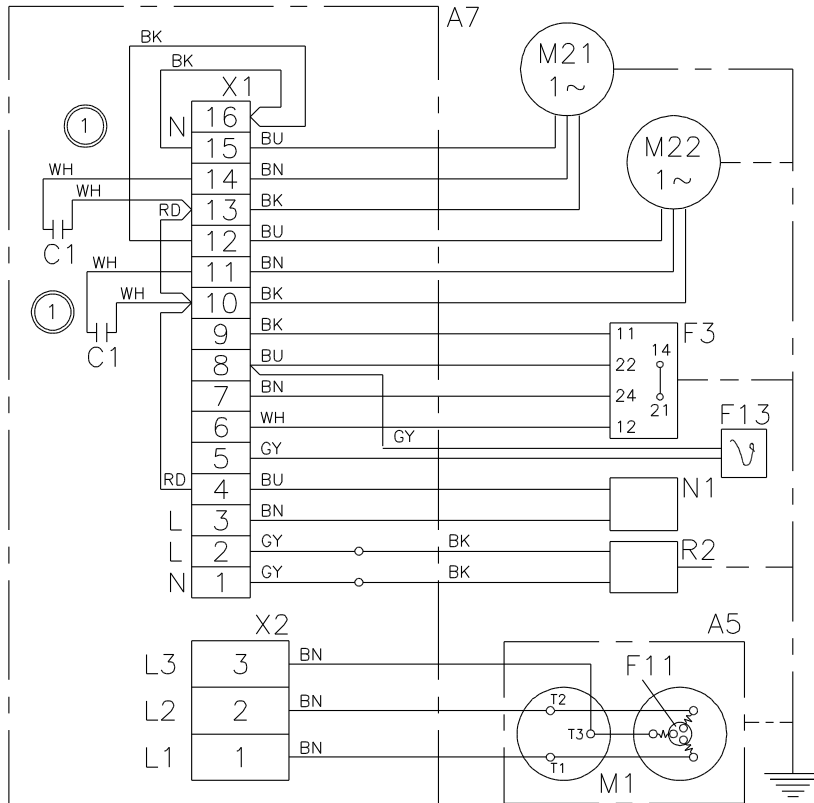 A7
BK
BK
X1
M21
1~
1
N
16
15
BU
14
BN
WH
13
BK
WH
RD
12
BU
C1
11
BN
WH
10
BK
WH
1
C1
M22
1~
9
BK
11
F3
8
BU
22
14
7
BN
24
21
6
WH
12
GY
F13
5
GY
RD
4
BU
N1
L
3
BN
L
2
GY
BK
R2
N
1
GY
BK
X2
A5
L3
3
BN
F11
L2
2
BN
T2
T3
L1
1
BN
T1
M1